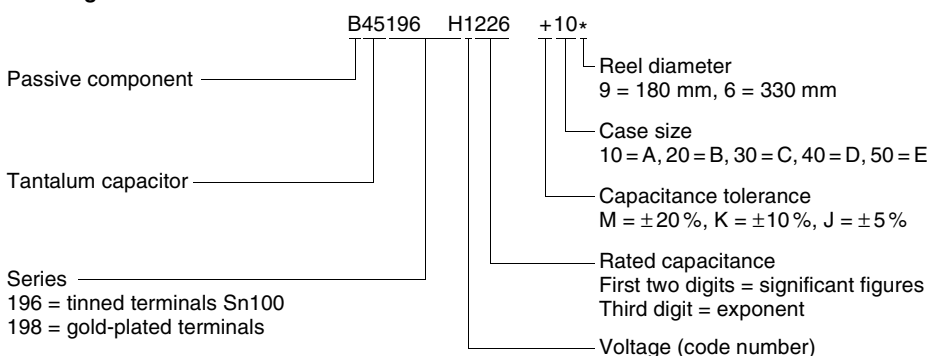 B45196 H1226 +10*
Passive component
Tantalum capacitor
Series
196 = tinned terminals Sn100
198 = gold-plated terminals
Reel diameter
9 = 180 mm, 6 = 330 mm
Case size
10 = A, 20 = B, 30 = C, 40 = D, 50 = E
Capacitance tolerance
M = ±20 %, K = ±10 %, J = ±5 %
Rated capacitance
First two digits = significant figures
Third digit = exponent
Voltage (code number)